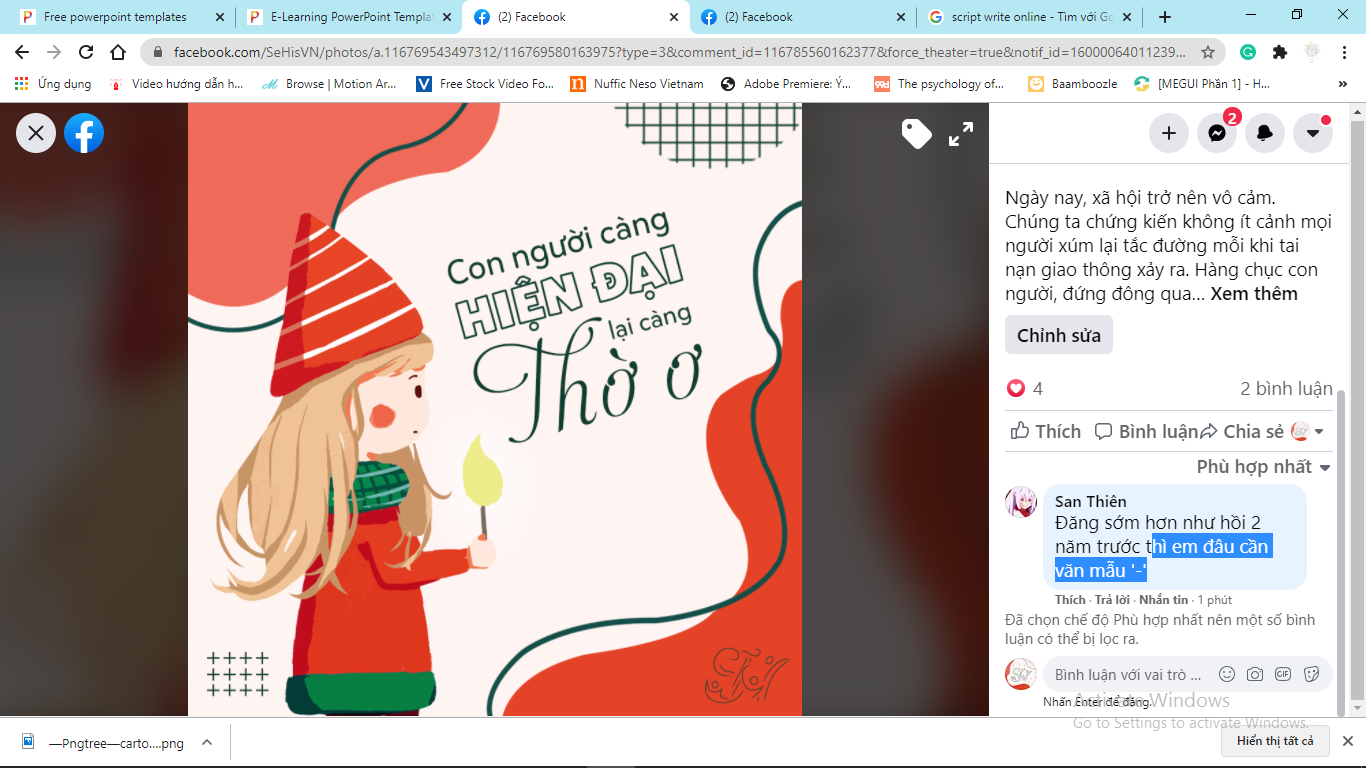 Free powerpoint templates
E-Learning PowerPoint Templa
(2) Facebook
(2) Facebook
script write online - Tìm với Go
facebook.com/SeHisVN/photos/a.116769543497312/116769580163975?type=3&comment_id=116785560162377&force_theater=true&notif_id=16000064011239...
Ứng dụng
Video hướng dẫn h...
Browse | Motion Ar...
Free Stock Video Fo...
Nuffic Neso Vietnam
Adobe Premiere: Ý...
The psychology of...
Baamboozle
[MEGUI Phần 1] - H...
Con người càng
HIỆN ĐẠI
lại càng
Thờ ơ
2
Ngày nay, xã hội trở nên vô cảm.
Chúng ta chứng kiến không ít cảnh mọi
người xúm lại tắc đường mỗi khi tai
nạn giao thông xảy ra. Hàng chục con
người, đứng đông qua... Xem thêm
Chỉnh sửa
4
2 bình luận
Thích
Bình luận
Chia sẻ
Phù hợp nhất
San Thiên
Đăng sớm hơn như hồi 2
năm trước thì em đâu cần
văn mẫu '-'
Thích · Trả lời · Nhắn tin · 1 phút
Đã chọn chế độ Phù hợp nhất nên một số bình
luận có thể bị lọc ra.
Bình luận với vai trò ...
GIF
Nhấn Enter để đăng.
Activate Windows
Go to Settings to activate Windows.
—Pngtree—carto....png
Hiển thị tất cả